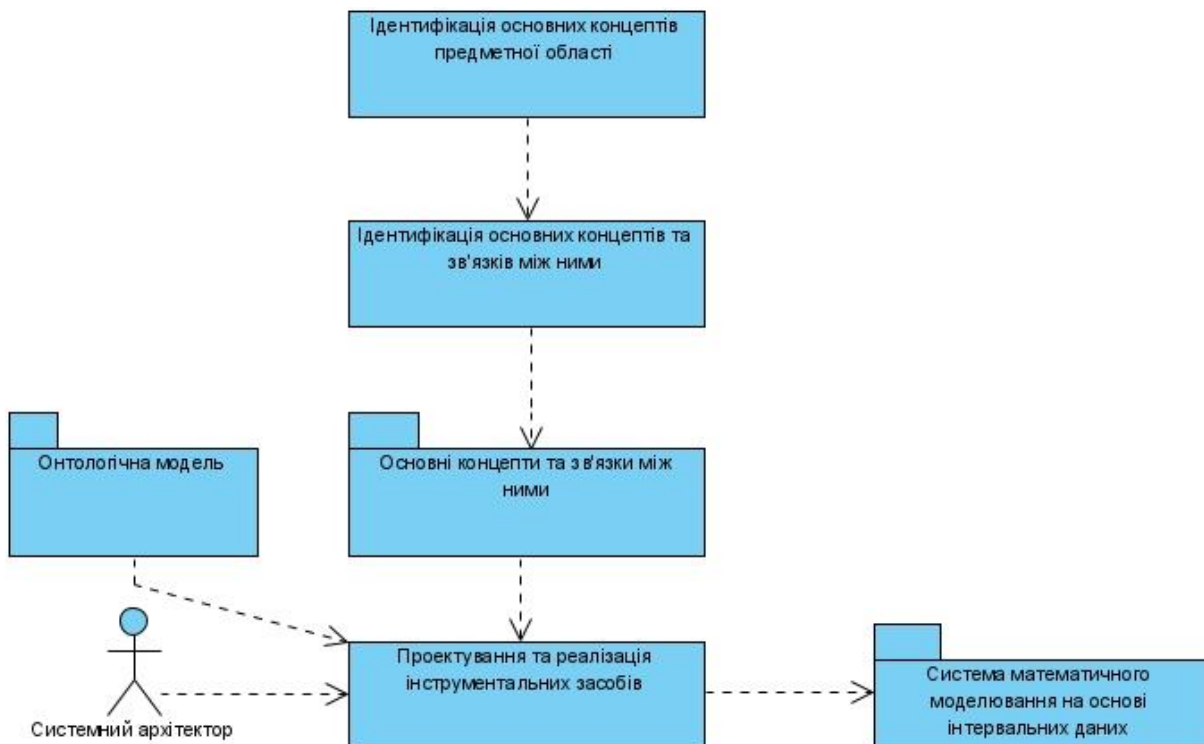 Ідентифікація основних концептів
предметної області
Ідентифікація основних концептів та
зв'язків між ними
Онтологічна модель
Основні концепти та зв'язки між
ними
Системний архітектор
Проектування та реалізація
інструментальних засобів
Система математичного
моделювання на основі
інтервальних даних